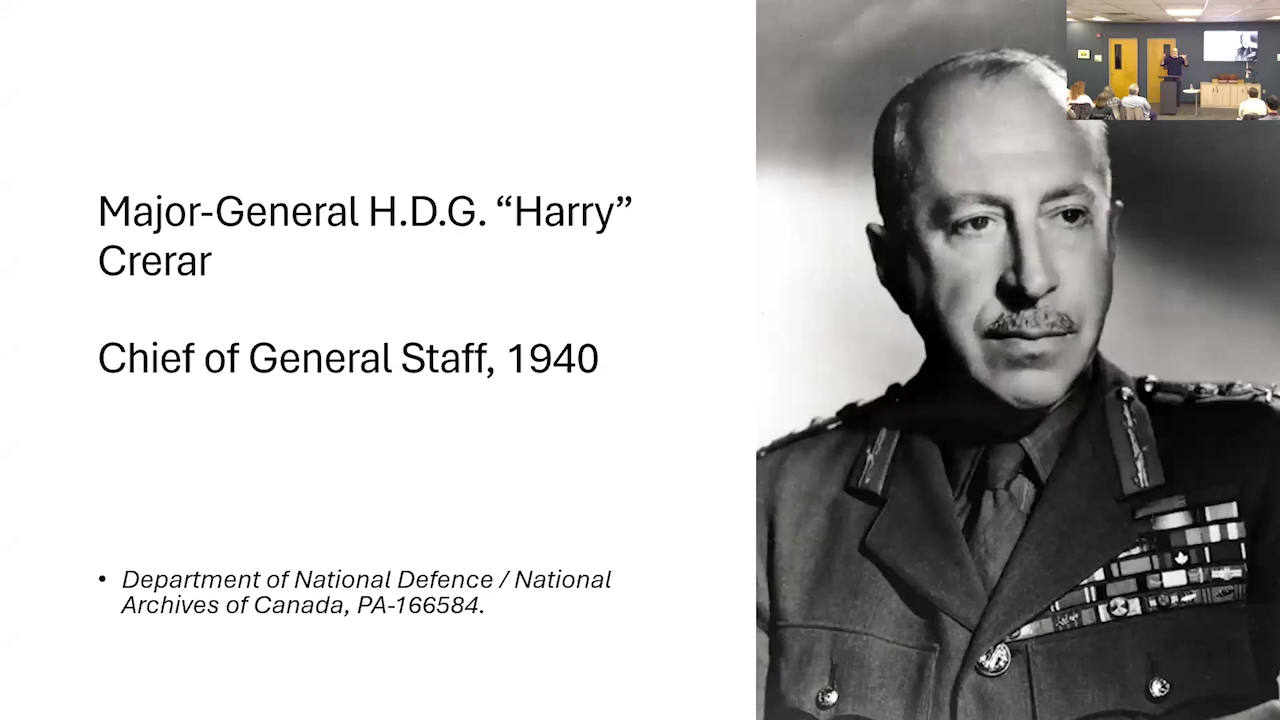 Major-General H.D.G. “Harry”
Crerar
Chief of General Staff, 1940
• Department of National Defence / National
Archives of Canada, PA-166584.